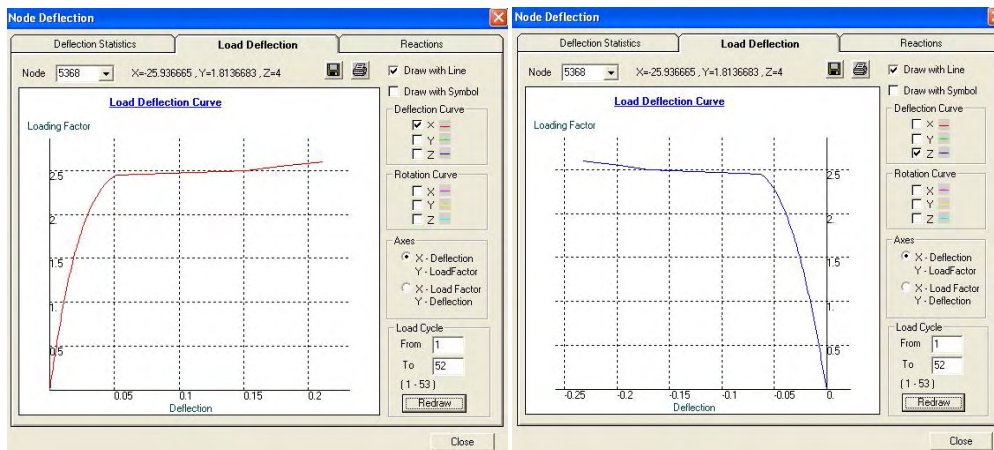 Node Deflection
Deflection Statistics Load Deflection Reactions
Node 5368 X=-25.936665 , Y=1.8136683 , Z=4
Draw with Line
Draw with Symbol
Load Deflection Curve
Loading Factor
2.5
2.
1.5
1.
0.5
0.05 0.1 0.15 0.2
Deflection
Deflection Curve
X
Y
Z
Rotation Curve
X
Y
Z
Axes
X - Deflection
Y - LoadFactor
X - Load Factor
Y - Deflection
Load Cycle
From 1
To 52
( 1 - 53 )
Redraw
Close
Node Deflection
Deflection Statistics Load Deflection Reactions
Node 5368 X=-25.936665 , Y=1.8136683 , Z=4
Draw with Line
Draw with Symbol
Load Deflection Curve
Loading Factor
2.5
2.
1.5
1.
0.5
-0.25 -0.2 -0.15 -0.1 -0.05 0.
Deflection
Deflection Curve
X
Y
Z
Rotation Curve
X
Y
Z
Axes
X - Deflection
Y - LoadFactor
X - Load Factor
Y - Deflection
Load Cycle
From 1
To 52
( 1 - 53 )
Redraw
Close